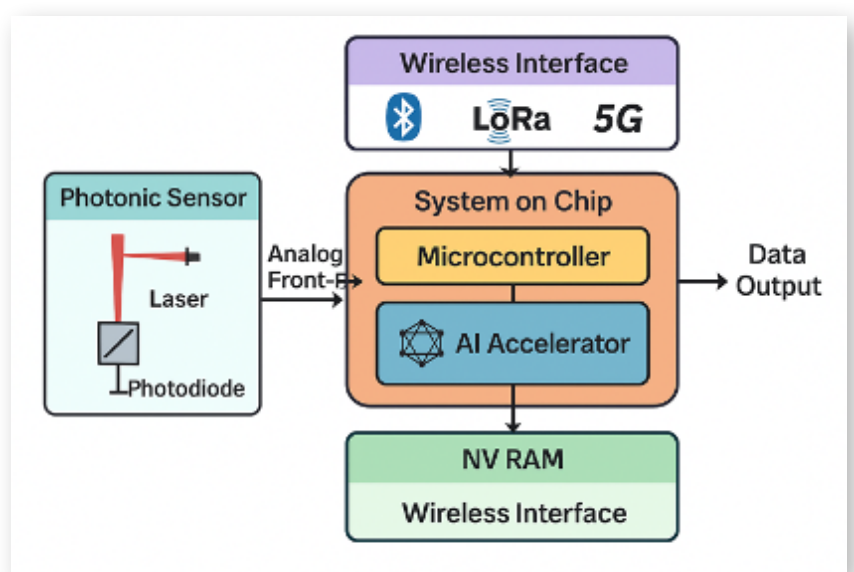 Wireless Interface
LoRa 5G
Photonic Sensor
Laser
Photodiode
Analog
Front-E
System on Chip
Microcontroller
AI Accelerator
Data
Output
NV RAM
Wireless Interface